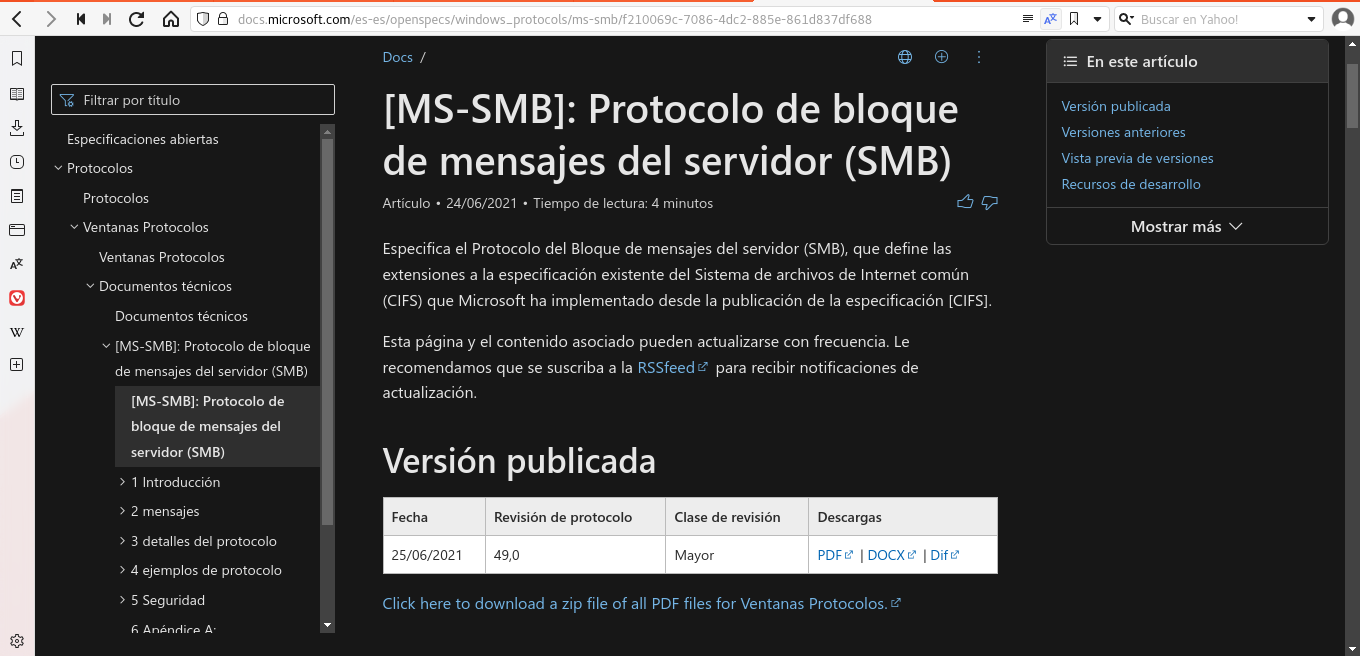 docs.microsoft.com/es-es/openspecs/windows_protocols/ms-smb/f210069c-7086-4dc2-885e-861d837df688
Buscar en Yahoo!
Filtrar por título
Especificaciones abiertas
Protocolos
Protocolos
Ventanas Protocolos
Ventanas Protocolos
Documentos técnicos
Documentos técnicos
[MS-SMB]: Protocolo de bloque
de mensajes del servidor (SMB)
[MS-SMB]: Protocolo de
bloque de mensajes del
servidor (SMB)
1 Introducción
2 mensajes
3 detalles del protocolo
4 ejemplos de protocolo
5 Seguridad
6 Apéndice A:
Docs /
[MS-SMB]: Protocolo de bloque
de mensajes del servidor (SMB)
Artículo • 24/06/2021 • Tiempo de lectura: 4 minutos
Especifica el Protocolo del Bloque de mensajes del servidor (SMB), que define las
extensiones a la especificación existente del Sistema de archivos de Internet común
(CIFS) que Microsoft ha implementado desde la publicación de la especificación [CIFS].
Esta página y el contenido asociado pueden actualizarse con frecuencia. Le
recomendamos que se suscriba a la RSSfeed para recibir notificaciones de
actualización.
Versión publicada
Fecha Revisión de protocolo Clase de revisión Descargas
25/06/2021 49,0 Mayor PDF | DOCX | Dif
Click here to download a zip file of all PDF files for Ventanas Protocolos.
En este artículo
Versión publicada
Versiones anteriores
Vista previa de versiones
Recursos de desarrollo
Mostrar más